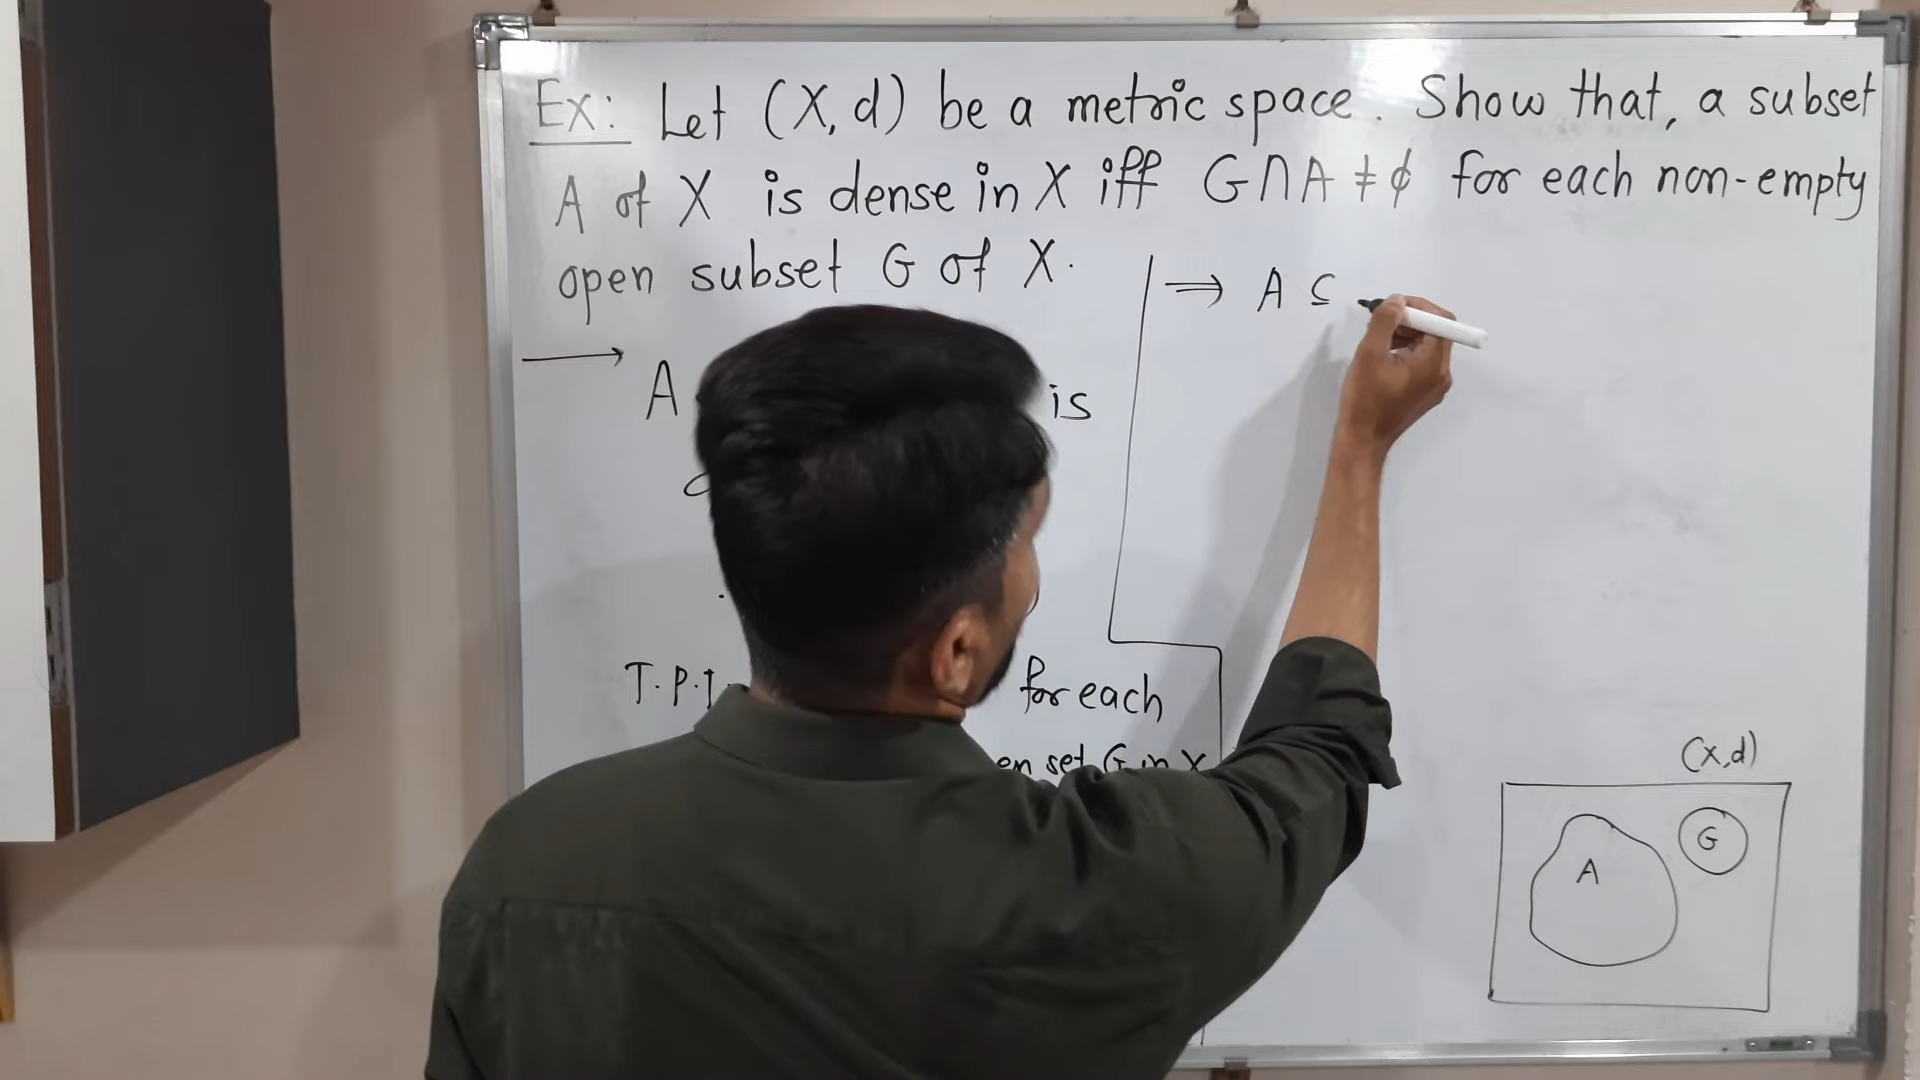 Ex: Let (X, d) be a metric space. Show that, a subset
A of X is dense in X iff G∩A ≠ ϕ for each non-empty
open subset G of X.
→ A is
T.P.T. for each
set G in X
⇒ A ⊆
(X,d)
A
G